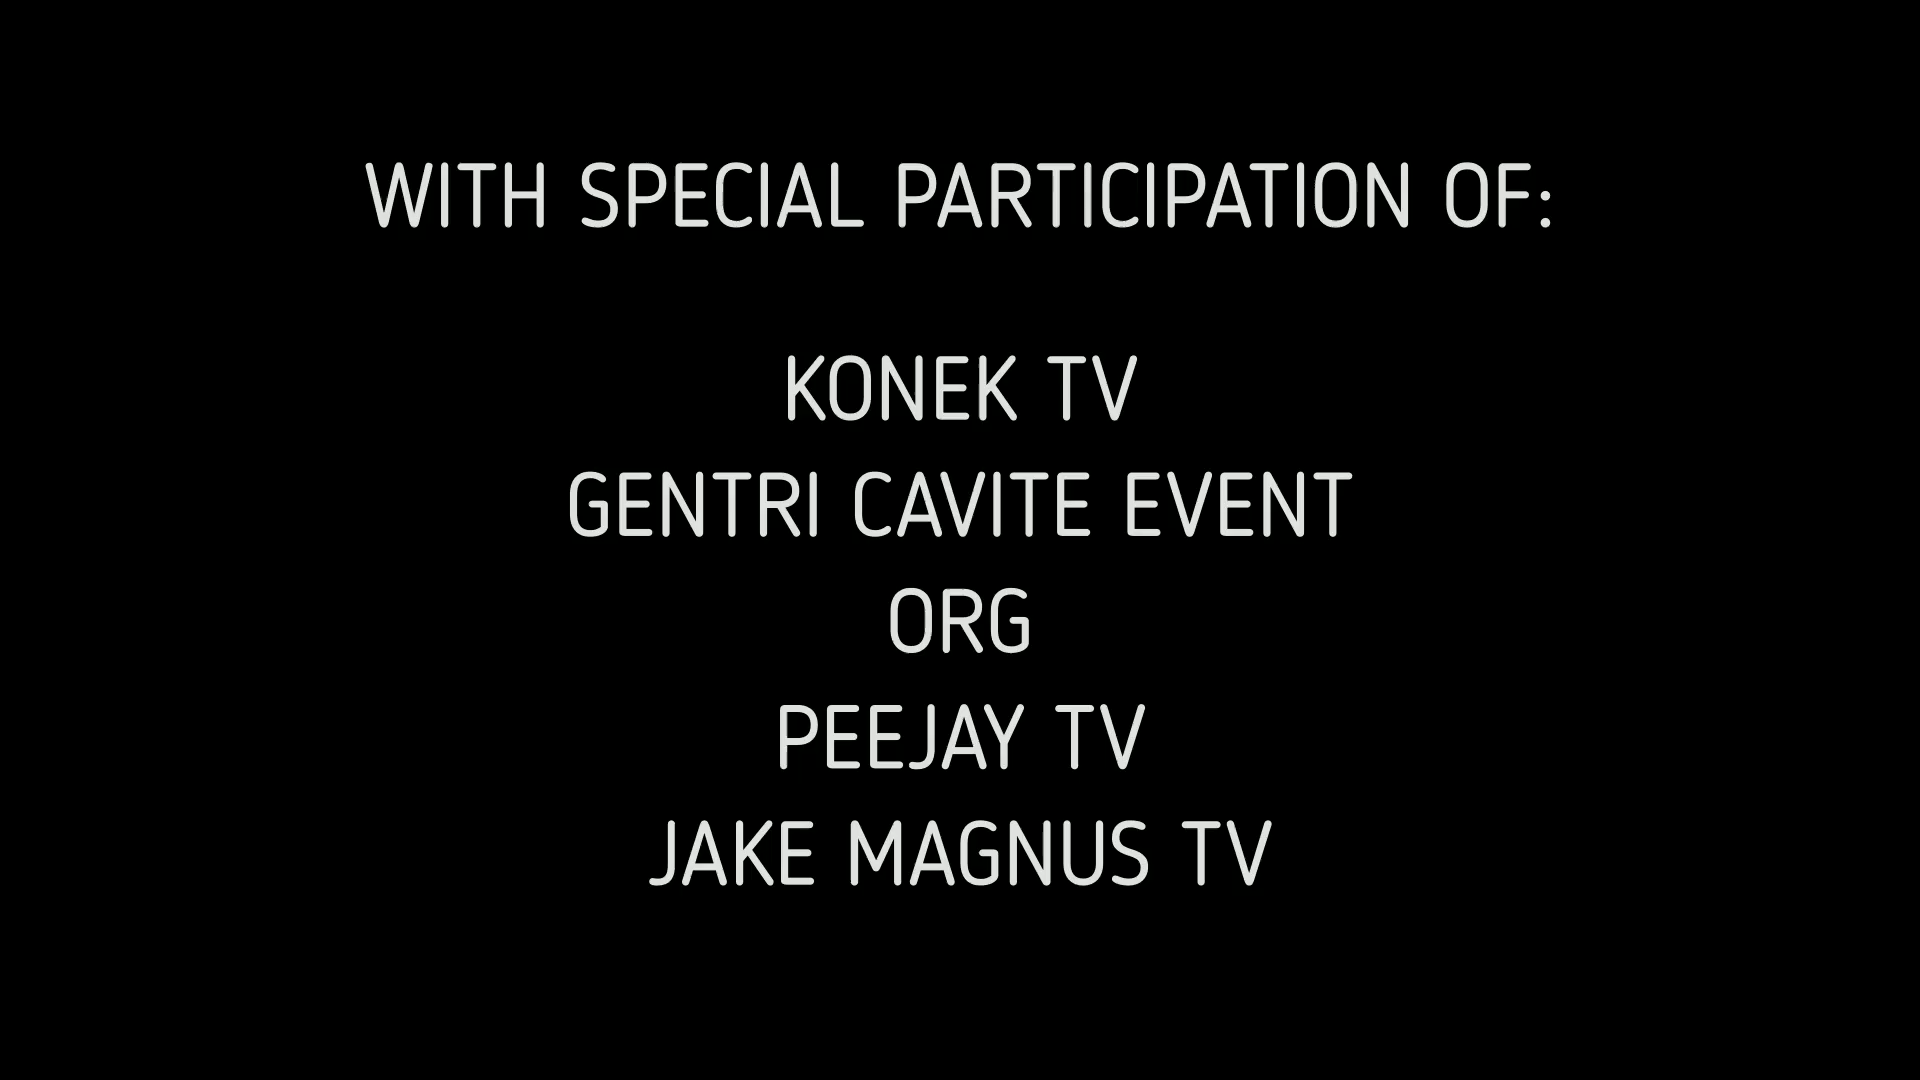 WITH SPECIAL PARTICIPATION OF:
KONEK TV
GENTRI CAVITE EVENT
ORG
PEEJAY TV
JAKE MAGNUS TV